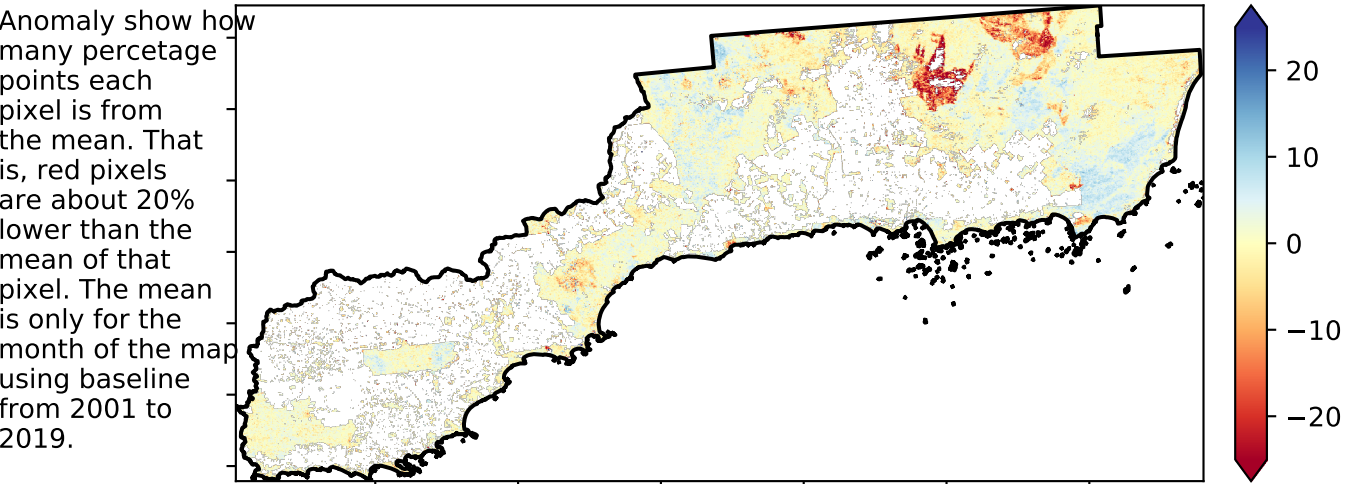 Anomaly show how
many percetage
points each
pixel is from
the mean. That
is, red pixels
are about 20%
lower than the
mean of that
pixel. The mean
is only for the
month of the map
using baseline
from 2001 to
2019.
20
10
0
−10
−20